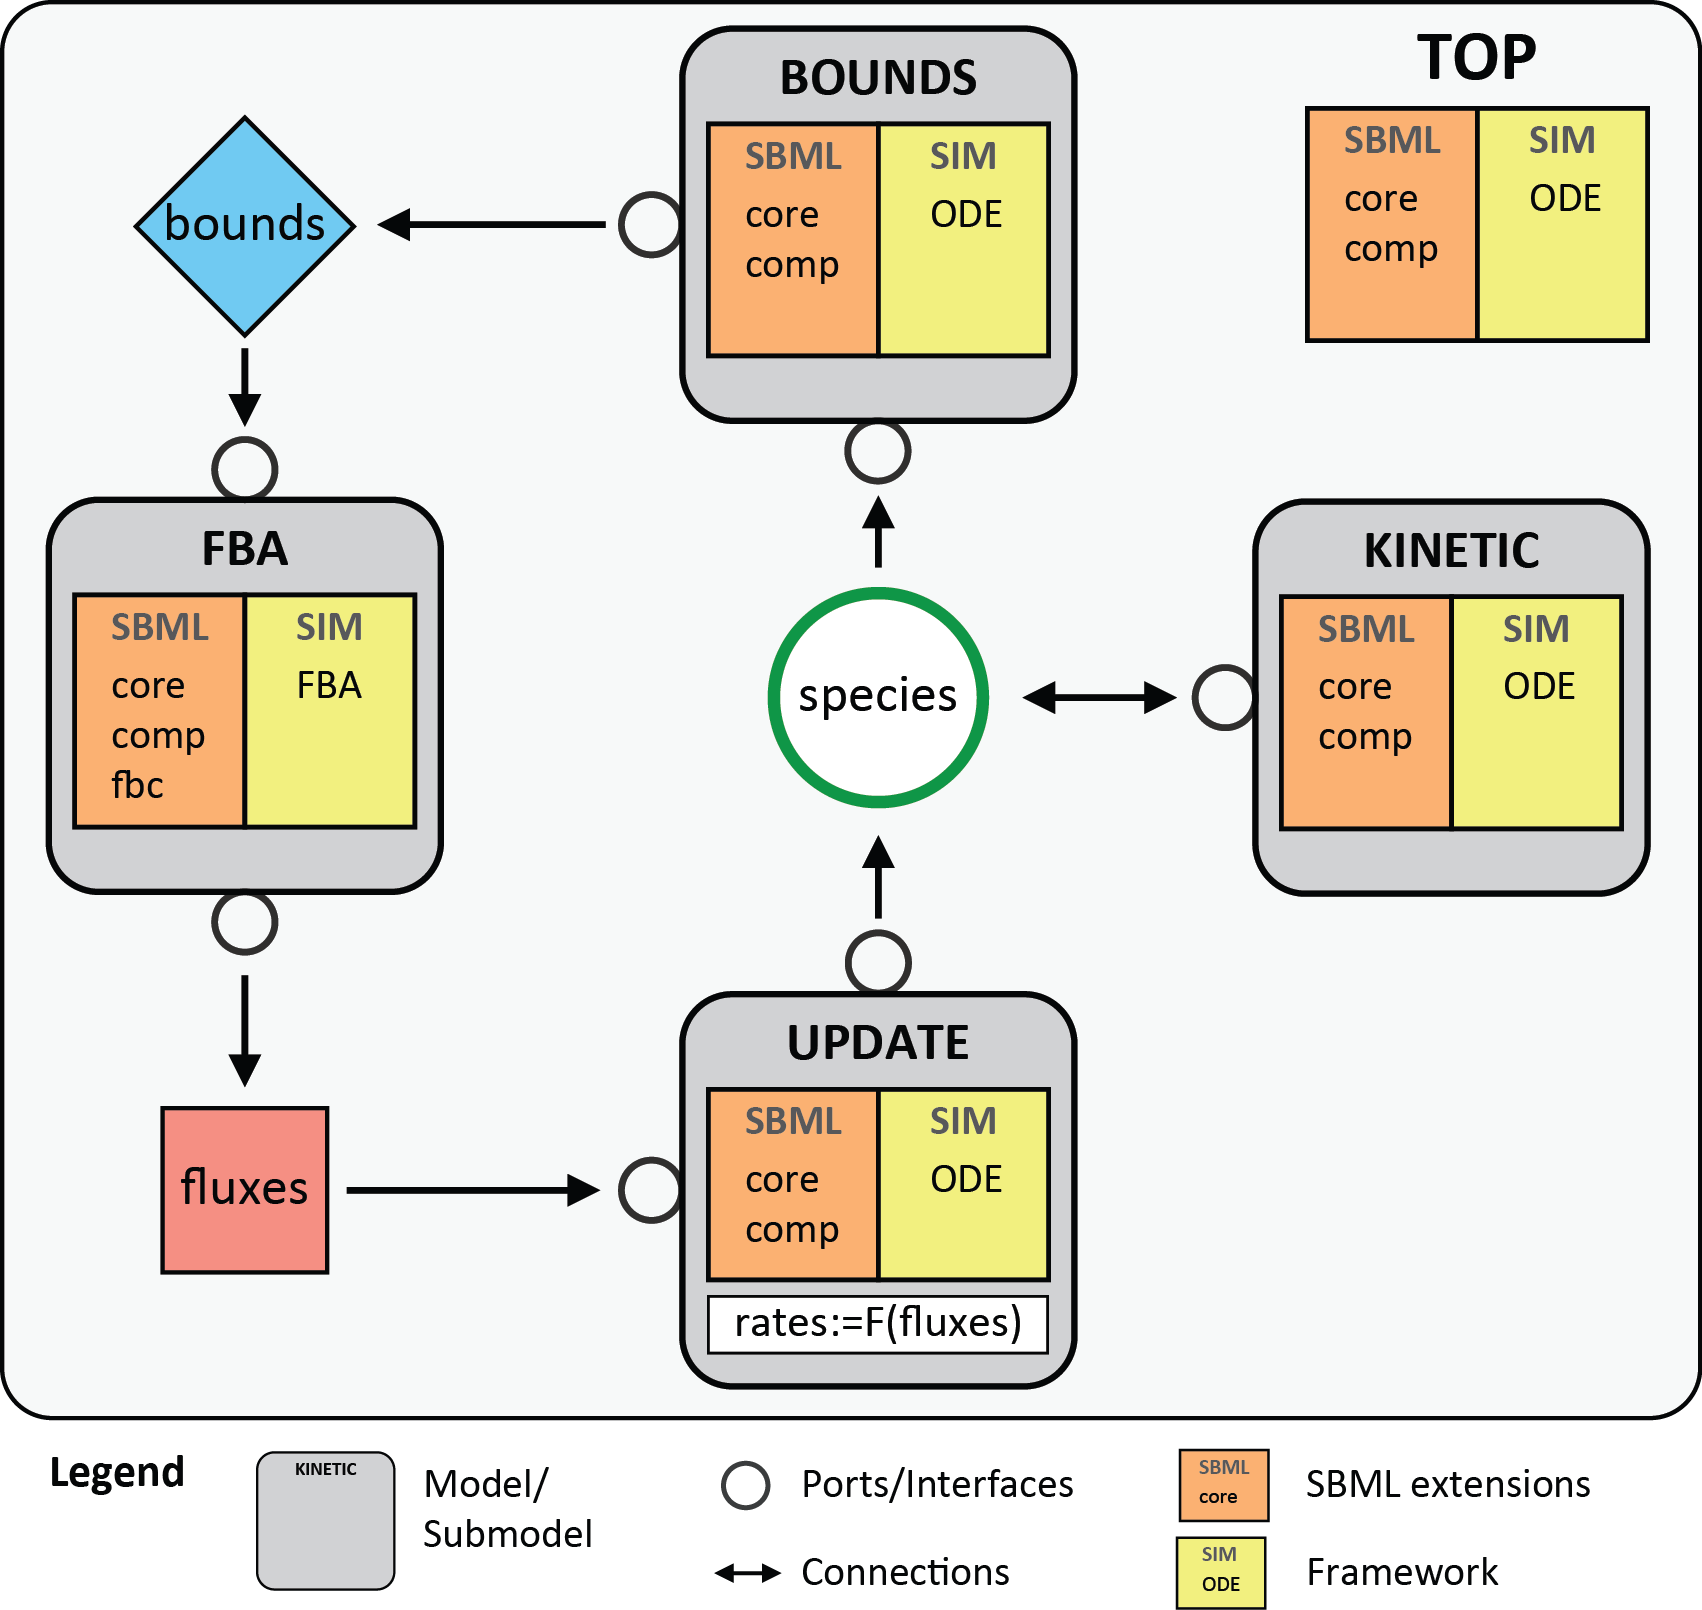 BOUNDS
SBML
core
comp
SIM
ODE
TOP
SBML
core
comp
SIM
ODE
bounds
FBA
SBML
core
comp
fbc
SIM
FBA
species
KINETIC
SBML
core
comp
SIM
ODE
fluxes
UPDATE
SBML
core
comp
SIM
ODE
rates:=F(fluxes)
Legend
KINETIC
Model/
Submodel
Ports/Interfaces
Connections
SBML
core
SBML extensions
SIM
ODE
Framework